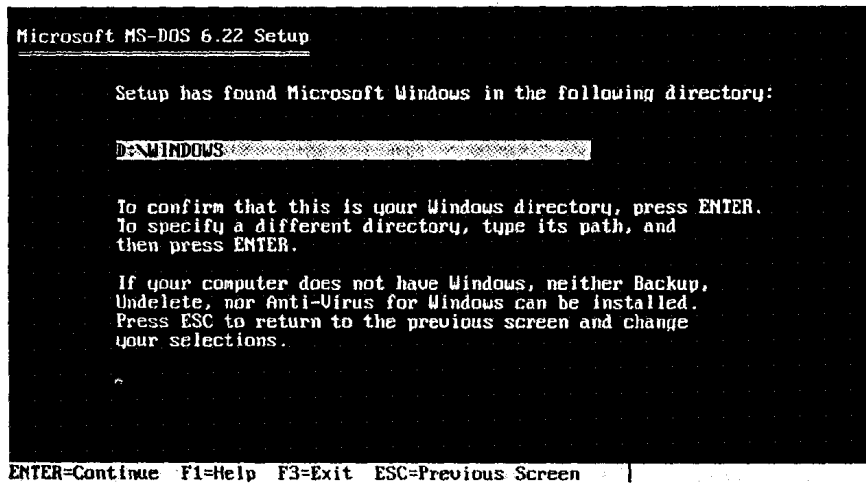 Microsoft MS-DOS 6.22 Setup
Setup has found Microsoft Windows in the following directory:
D:\WINDOWS
To confirm that this is your Windows directory, press ENTER.
To specify a different directory, type its path, and
then press ENTER.
If your computer does not have Windows, neither Backup,
Undelete, nor Anti-Virus for Windows can be installed.
Press ESC to return to the previous screen and change
your selections.
ENTER=Continue F1=Help F3=Exit ESC=Previous Screen